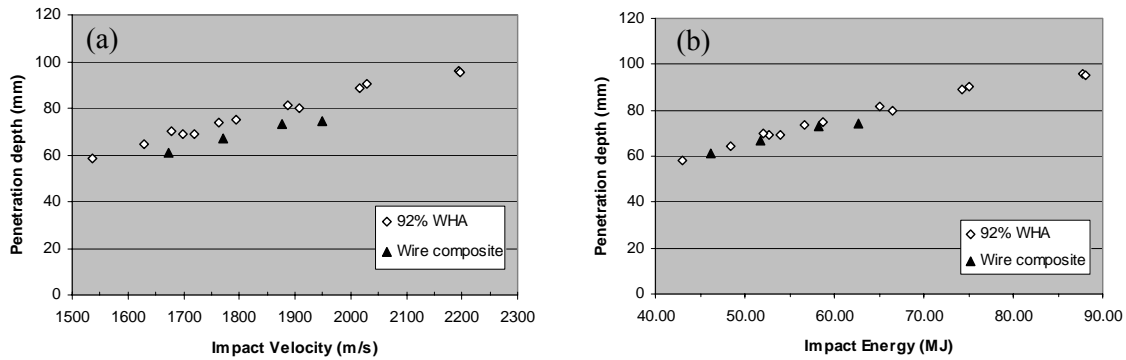 (a)
Penetration depth (mm)
120
100
80
60
40
20
0
92% WHA
Wire composite
1500 1600 1700 1800 1900 2000 2100 2200 2300
Impact Velocity (m/s)
(b)
Penetration depth (mm)
120
100
80
60
40
20
0
92% WHA
Wire composite
40.00 50.00 60.00 70.00 80.00 90.00
Impact Energy (MJ)